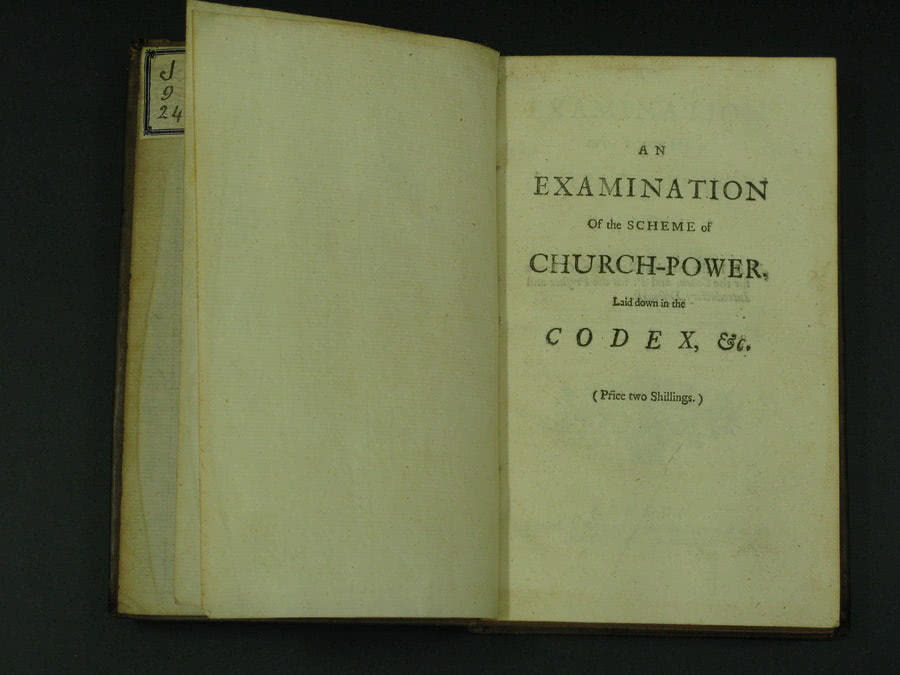 J
9
24
AN
EXAMINATION
Of the SCHEME of
CHURCH-POWER,
Laid down in the
CODEX, &c.
(Price two Shillings.)